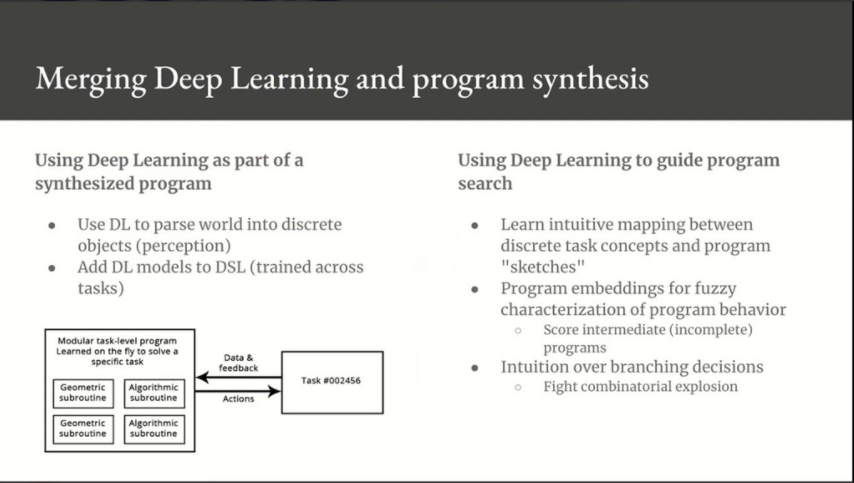 Merging Deep Learning and program synthesis
Using Deep Learning as part of a
synthesized program
● Use DL to parse world into discrete
objects (perception)
● Add DL models to DSL (trained across
tasks)
Modular task-level program
Learned on the fly to solve a
specific task
Geometric
subroutine
Algorithmic
subroutine
Geometric
subroutine
Algorithmic
subroutine
Data &
feedback
Actions
Task #002456
Using Deep Learning to guide program
search
● Learn intuitive mapping between
discrete task concepts and program
"sketches"
● Program embeddings for fuzzy
characterization of program behavior
○ Score intermediate (incomplete)
programs
● Intuition over branching decisions
○ Fight combinatorial explosion